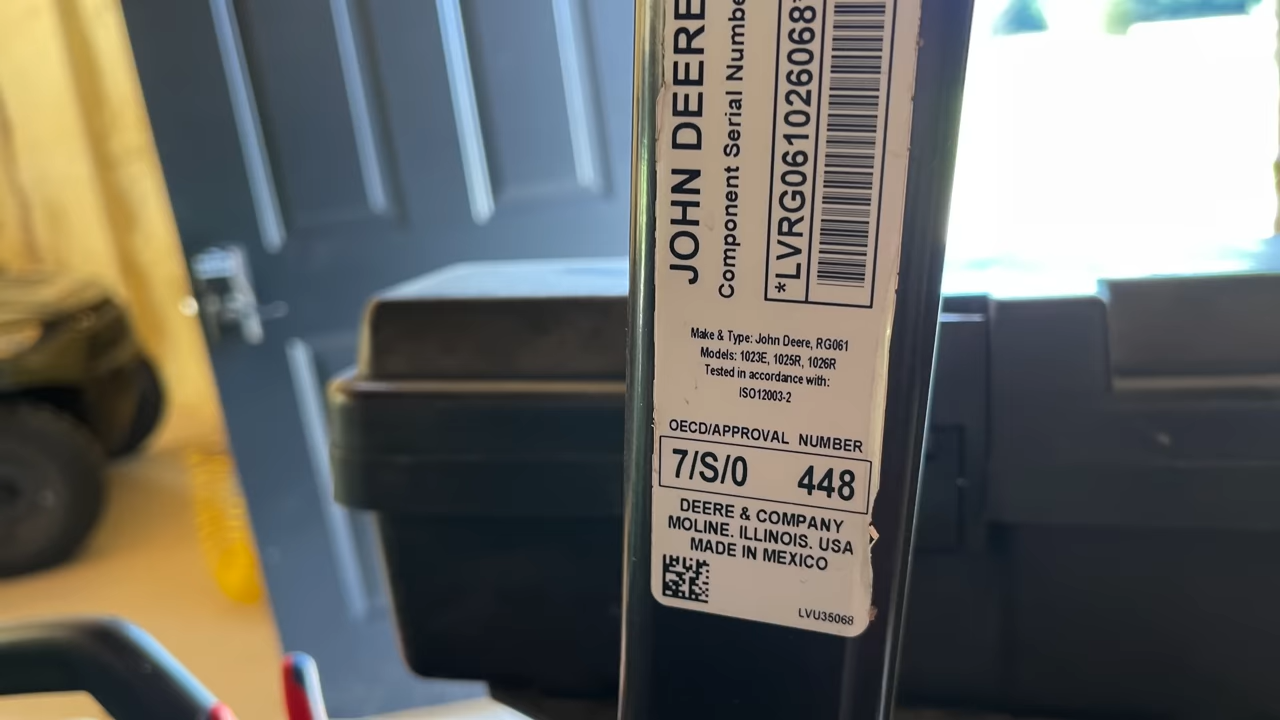 JOHN DEERE
Component Serial Number
*LVRG061026068*
Make & Type: John Deere, RG061
Models: 1023E, 1025R, 1026R
Tested in accordance with:
ISO12003-2
OECD/APPROVAL NUMBER
7/S/0 448
DEERE & COMPANY
MOLINE, ILLINOIS, USA
MADE IN MEXICO
LVU35068